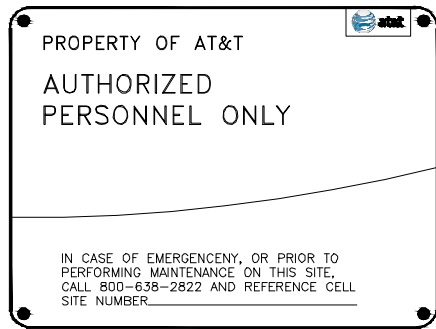 at&t
PROPERTY OF AT&T
AUTHORIZED
PERSONNEL ONLY
IN CASE OF EMERGENCENY, OR PRIOR TO
PERFORMING MAINTENANCE ON THIS SITE,
CALL 800-638-2822 AND REFERENCE CELL
SITE NUMBER